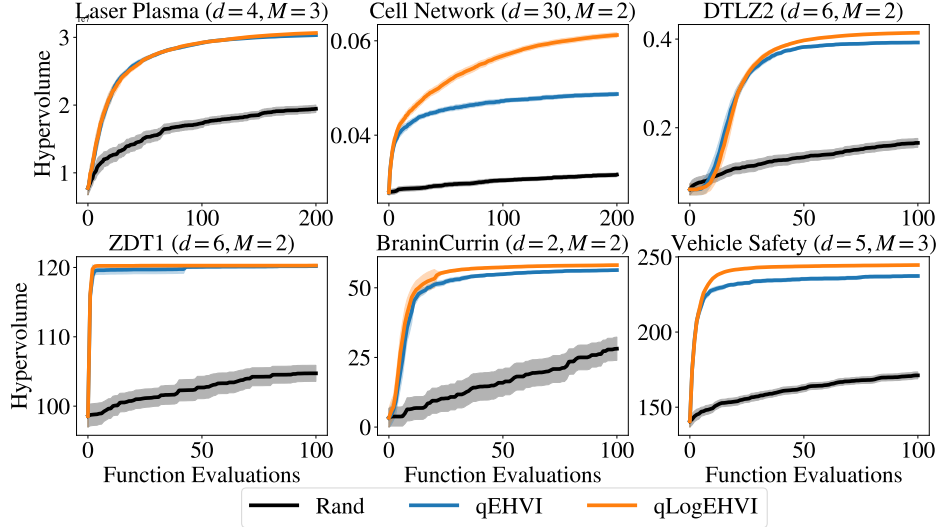 Laser Plasma (d=4, M=3)
Cell Network (d=30, M=2)
DTLZ2 (d=6, M=2)
Hypervolume
3
2
1
0
100
200
0.06
0.04
0
100
200
0.4
0.2
0
50
100
ZDT1 (d=6, M=2)
BraninCurrin (d=2, M=2)
Vehicle Safety (d=5, M=3)
Hypervolume
120
110
100
0
50
100
50
25
0
0
50
100
250
200
150
0
50
100
Function Evaluations
Function Evaluations
Function Evaluations
Rand
qEHVI
qLogEHVI